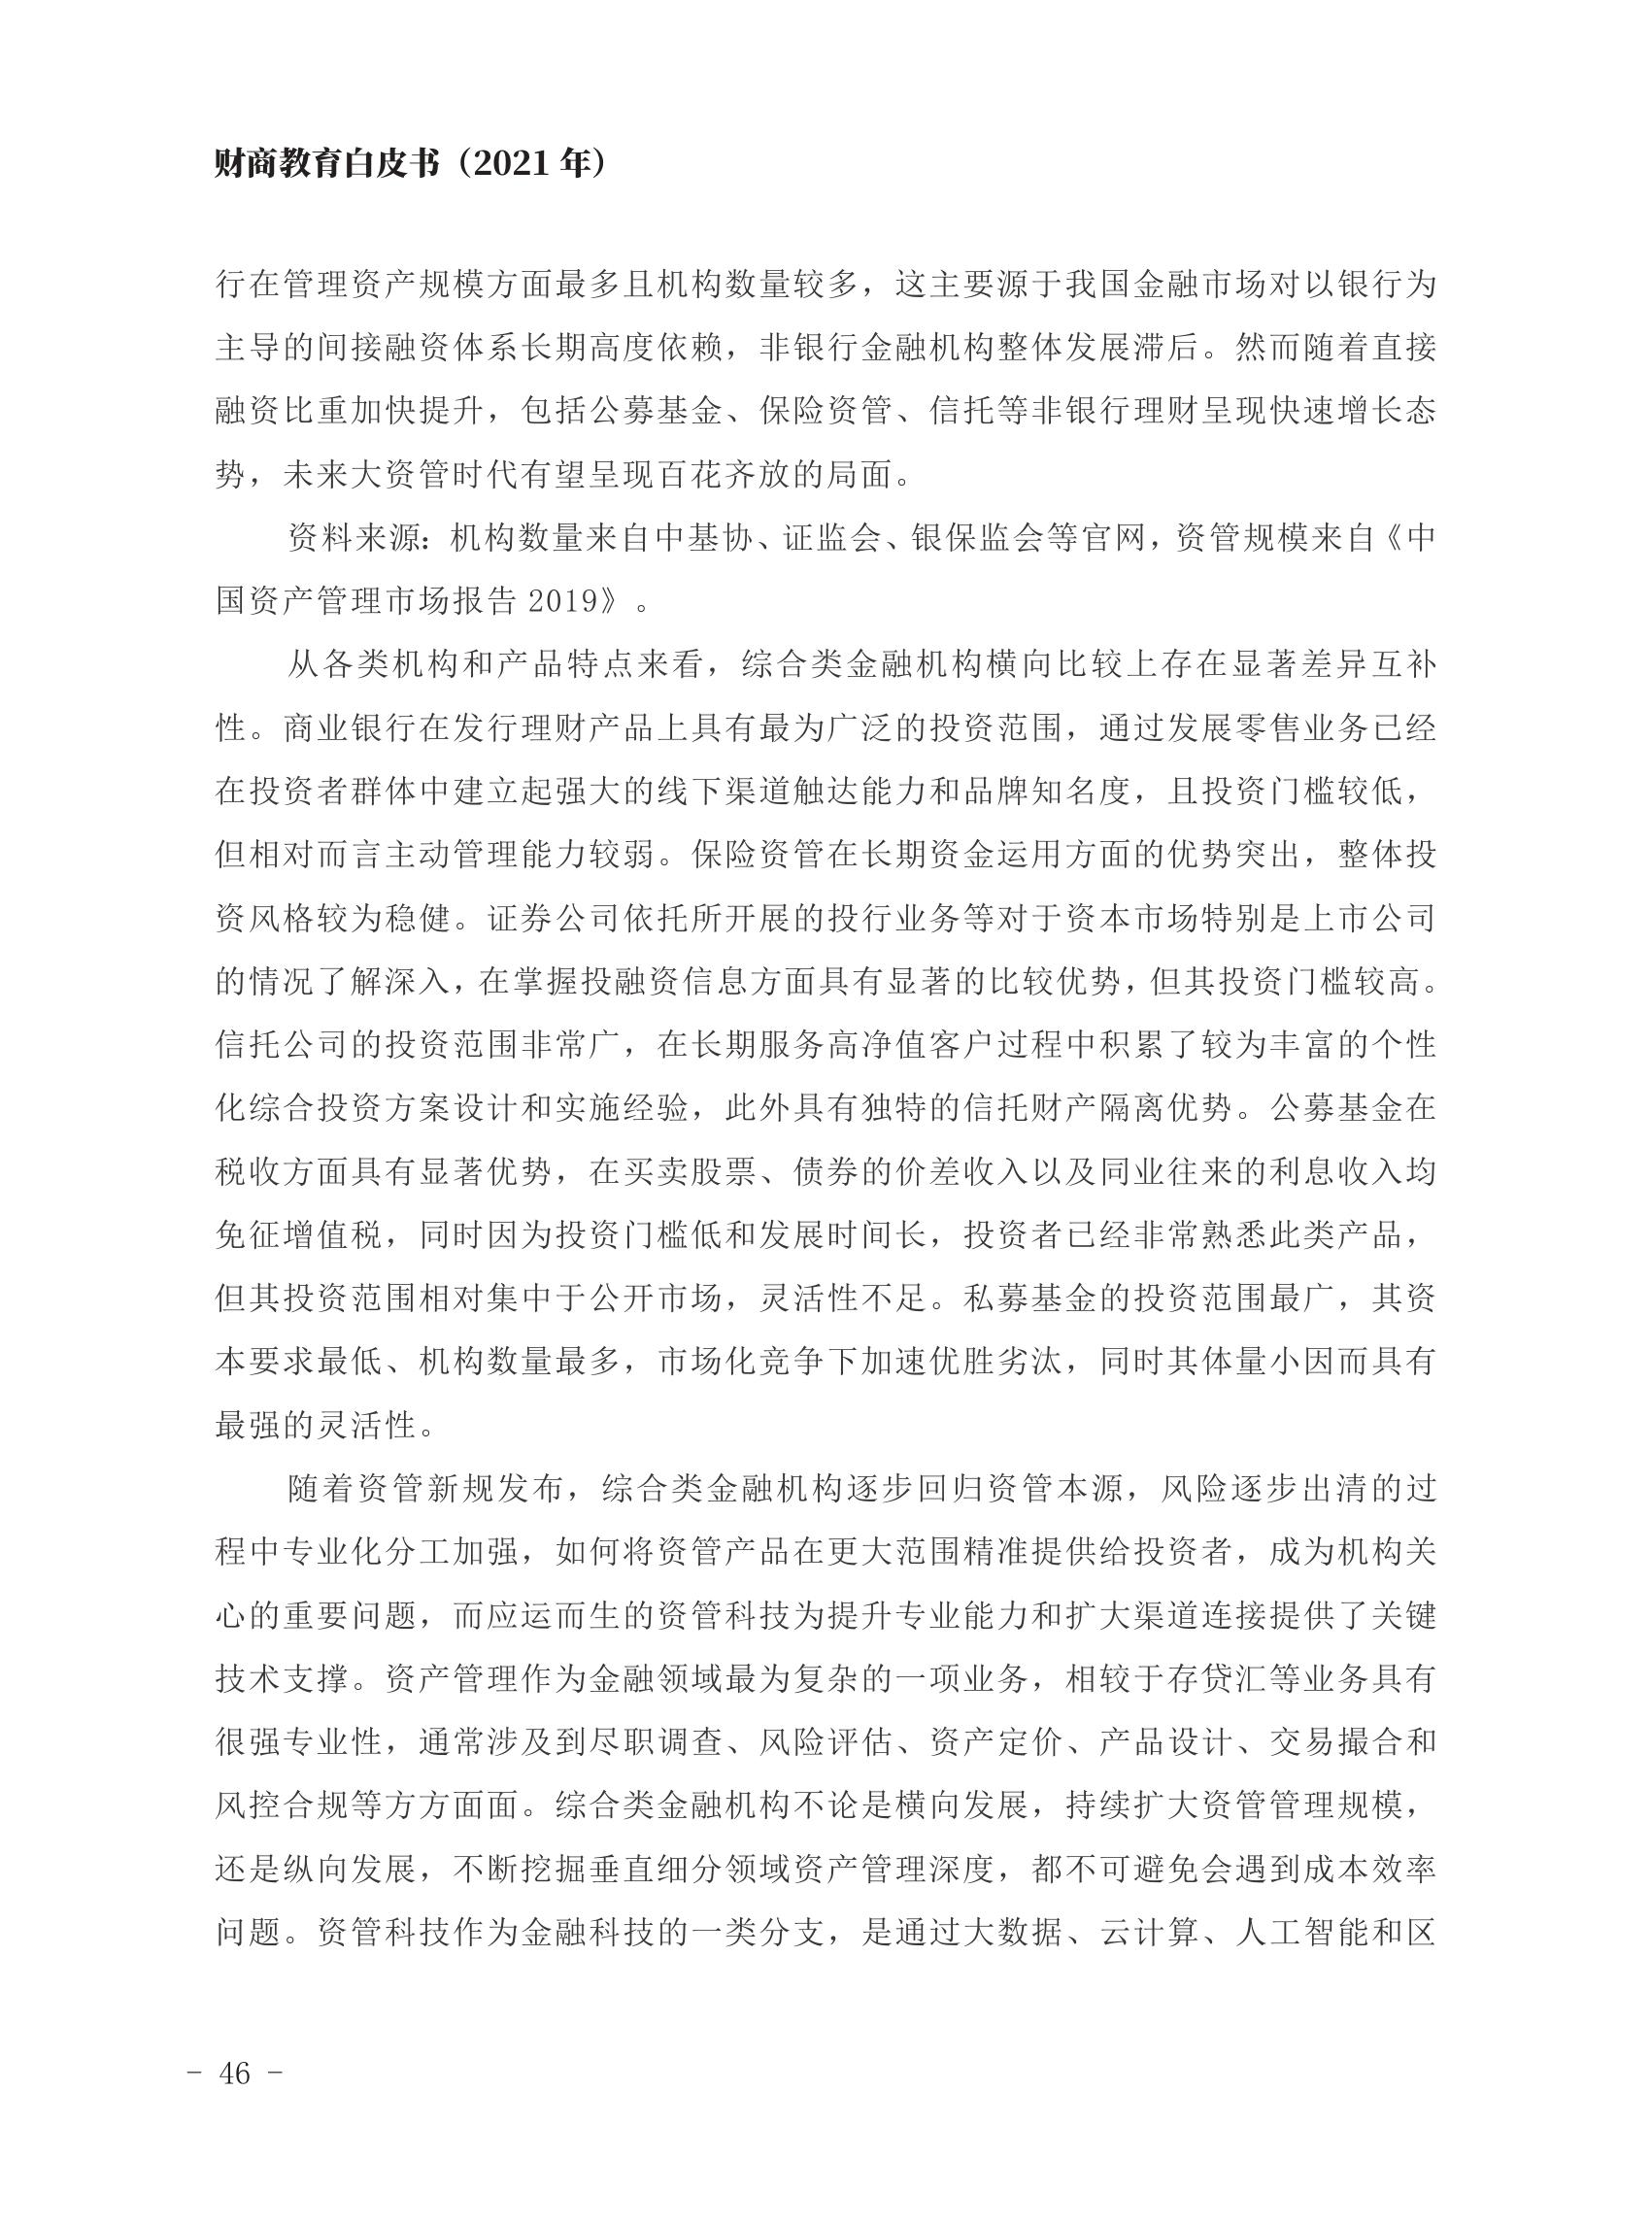 财商教育白皮书（2021 年）
行在管理资产规模方面最多且机构数量较多，这主要源于我国金融市场对以银行为
主导的间接融资体系长期高度依赖，非银行金融机构整体发展滞后。然而随着直接
融资比重加快提升，包括公募基金、保险资管、信托等非银行理财呈现快速增长态
势，未来大资管时代有望呈现百花齐放的局面。
资料来源：机构数量来自中基协、证监会、银保监会等官网，资管规模来自《中
国资产管理市场报告 2019》。
从各类机构和产品特点来看，综合类金融机构横向比较上存在显著差异互补
性。商业银行在发行理财产品上具有最为广泛的投资范围，通过发展零售业务已经
在投资者群体中建立起强大的线下渠道触达能力和品牌知名度，且投资门槛较低，
但相对而言主动管理能力较弱。保险资管在长期资金运用方面的优势突出，整体投
资风格较为稳健。证券公司依托所开展的投行业务等对于资本市场特别是上市公司
的情况了解深入，在掌握投融资信息方面具有显著的比较优势，但其投资门槛较高。
信托公司的投资范围非常广，在长期服务高净值客户过程中积累了较为丰富的个性
化综合投资方案设计和实施经验，此外具有独特的信托财产隔离优势。公募基金在
税收方面具有显著优势，在买卖股票、债券的价差收入以及同业往来的利息收入均
免征增值税，同时因为投资门槛低和发展时间长，投资者已经非常熟悉此类产品，
但其投资范围相对集中于公开市场，灵活性不足。私募基金的投资范围最广，其资
本要求最低、机构数量最多，市场化竞争下加速优胜劣汰，同时其体量小因而具有
最强的灵活性。
随着资管新规发布，综合类金融机构逐步回归资管本源，风险逐步出清的过
程中专业化分工加强，如何将资管产品在更大范围精准提供给投资者，成为机构关
心的重要问题，而应运而生的资管科技为提升专业能力和扩大渠道连接提供了关键
技术支撑。资产管理作为金融领域最为复杂的一项业务，相较于存贷汇等业务具有
很强专业性，通常涉及到尽职调查、风险评估、资产定价、产品设计、交易撮合和
风控合规等方方面面。综合类金融机构不论是横向发展，持续扩大资管管理规模，
还是纵向发展，不断挖掘垂直细分领域资产管理深度，都不可避免会遇到成本效率
问题。资管科技作为金融科技的一类分支，是通过大数据、云计算、人工智能和区
- 46 -